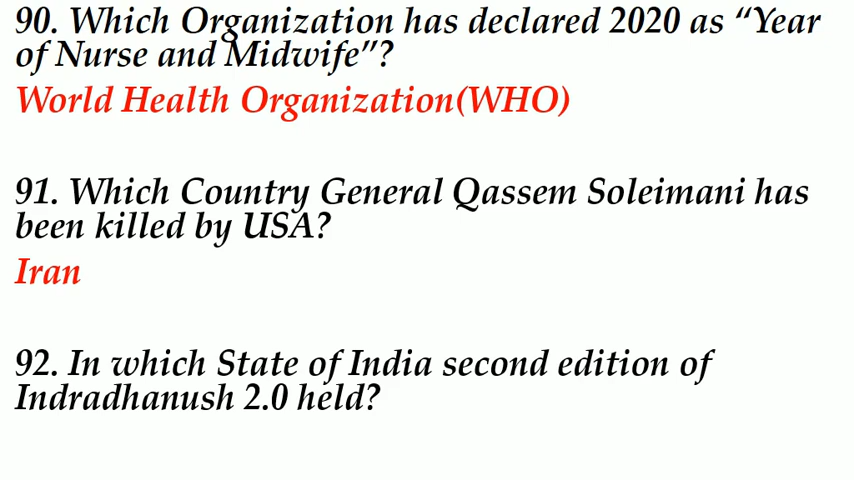 90. Which Organization has declared 2020 as “Year
of Nurse and Midwife”?
World Health Organization(WHO)
91. Which Country General Qassem Soleimani has
been killed by USA?
Iran
92. In which State of India second edition of
Indradhanush 2.0 held?